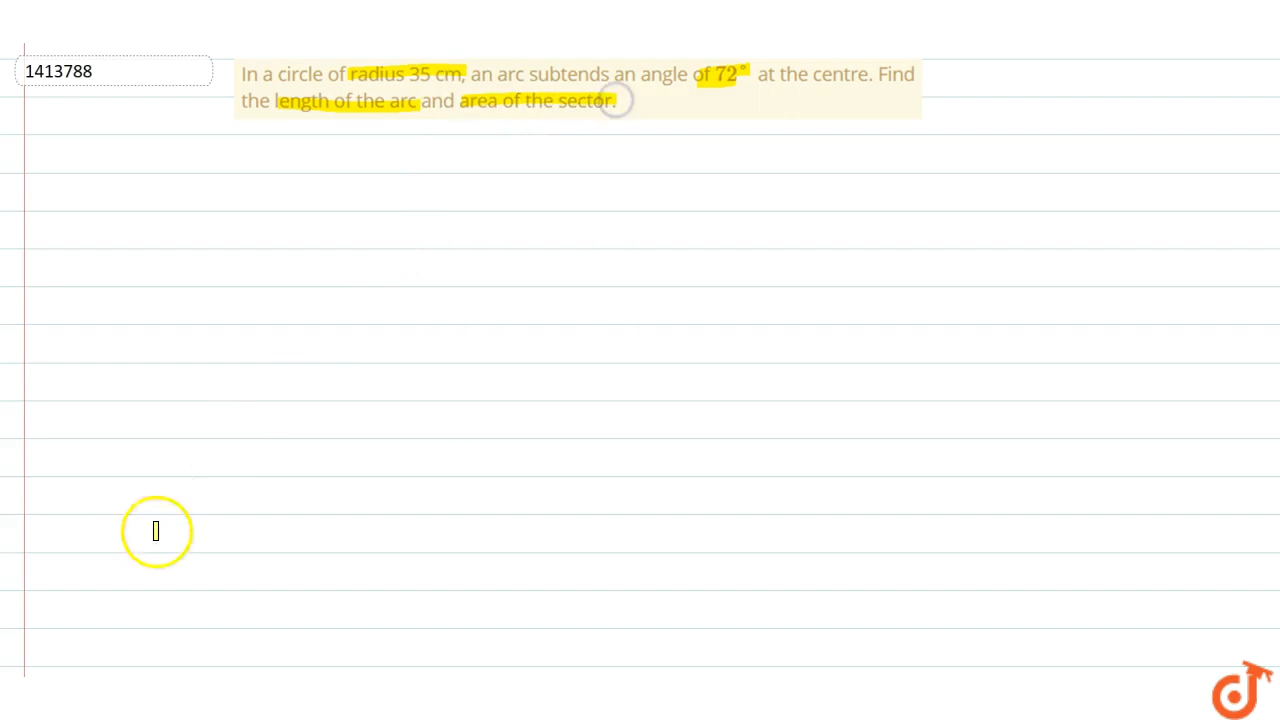 1413788
In a circle of radius 35 cm, an arc subtends an angle of 72° at the centre. Find
the length of the arc and area of the sector.